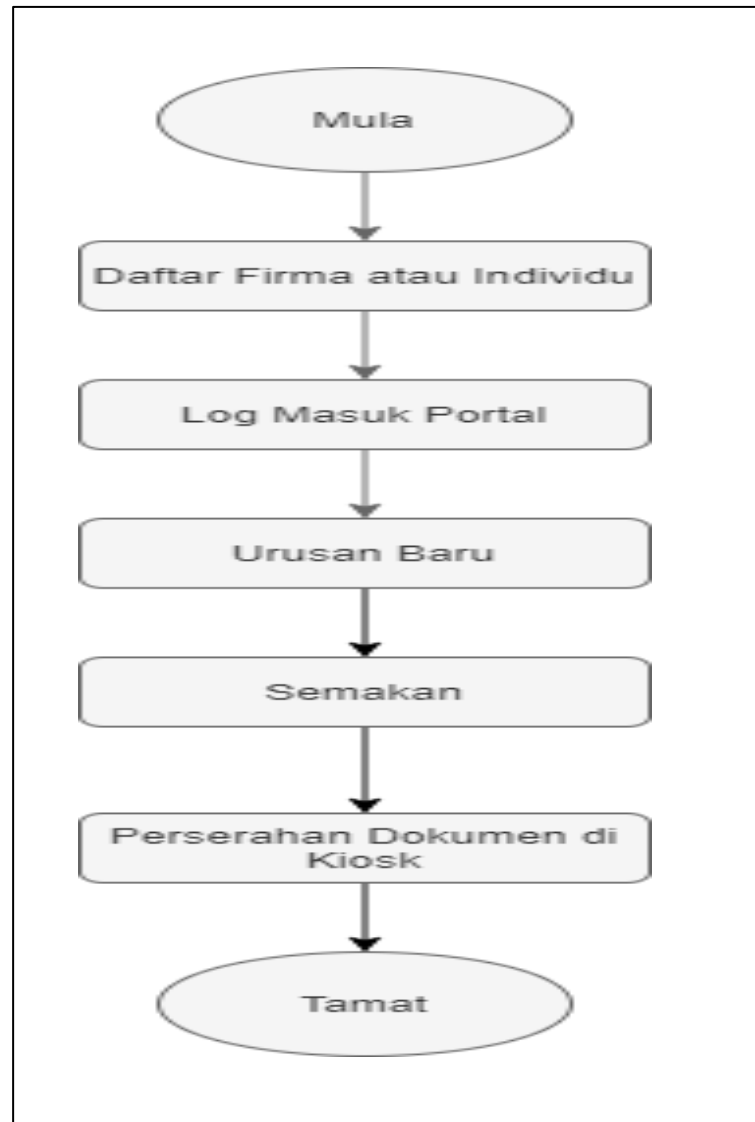 Mula
Daftar Firma atau Individu
Log Masuk Portal
Urusan Baru
Semakan
Perserahan Dokumen di
Kiosk
Tamat